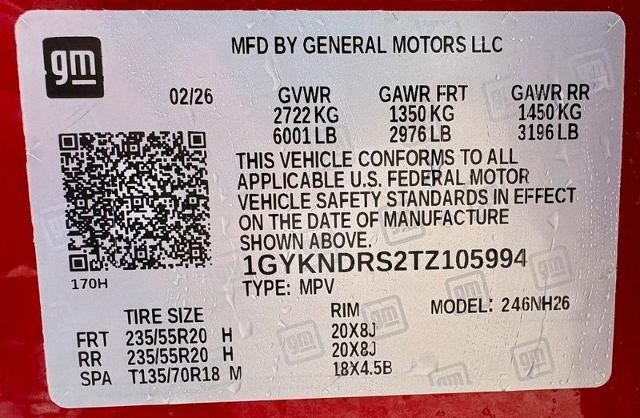 gm
MFD BY GENERAL MOTORS LLC
02/26
GVWR GAWR FRT GAWR RR
2722 KG 1350 KG 1450 KG
6001 LB 2976 LB 3196 LB
THIS VEHICLE CONFORMS TO ALL
APPLICABLE U.S. FEDERAL MOTOR
VEHICLE SAFETY STANDARDS IN EFFECT
ON THE DATE OF MANUFACTURE
SHOWN ABOVE.
1GYKNDRS2TZ105994
170H
TYPE: MPV
TIRE SIZE RIM MODEL: 246NH26
FRT 235/55R20 H 20X8J
RR 235/55R20 H 20X8J
SPA T135/70R18 M 18X4.5B